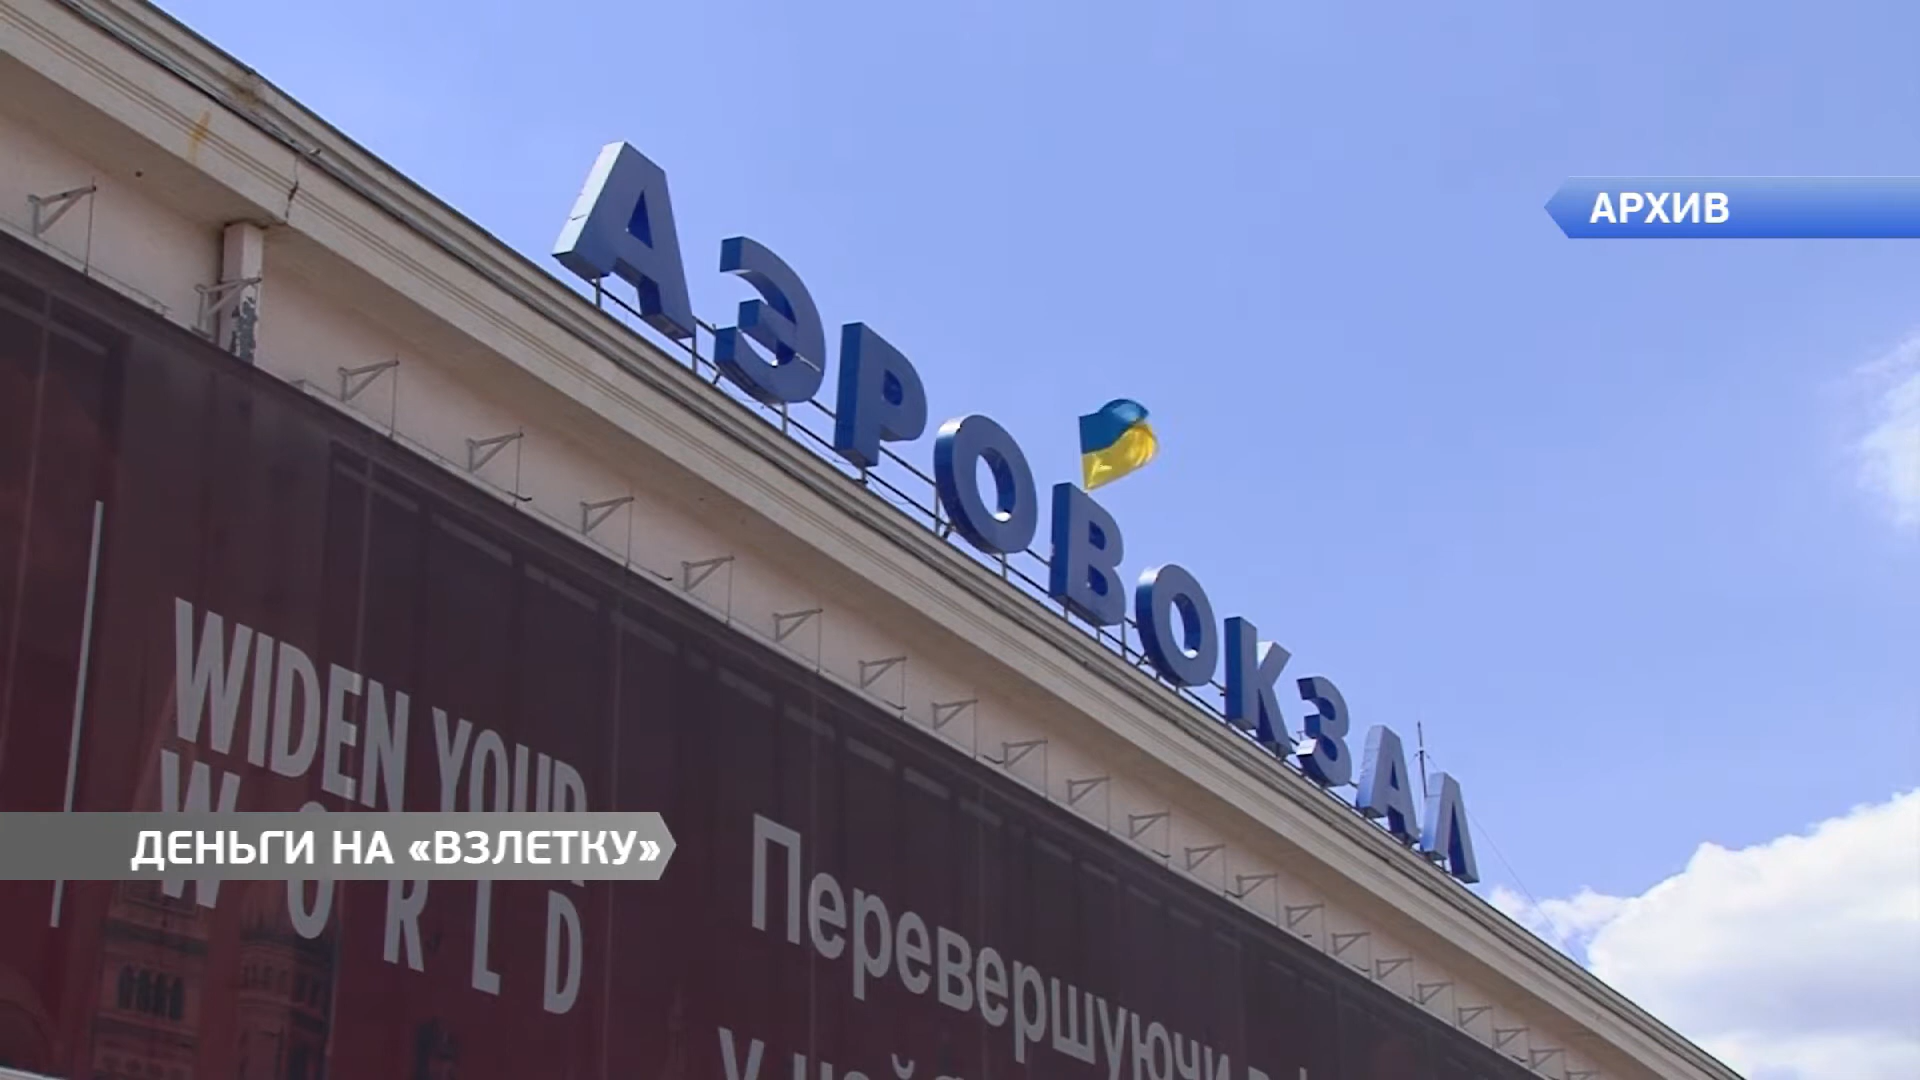 АЭРОВОКЗАЛ
АРХИВ
WIDEN YOUR
WORLD
ДЕНЬГИ НА «ВЗЛЕТКУ»
Перевершуючи